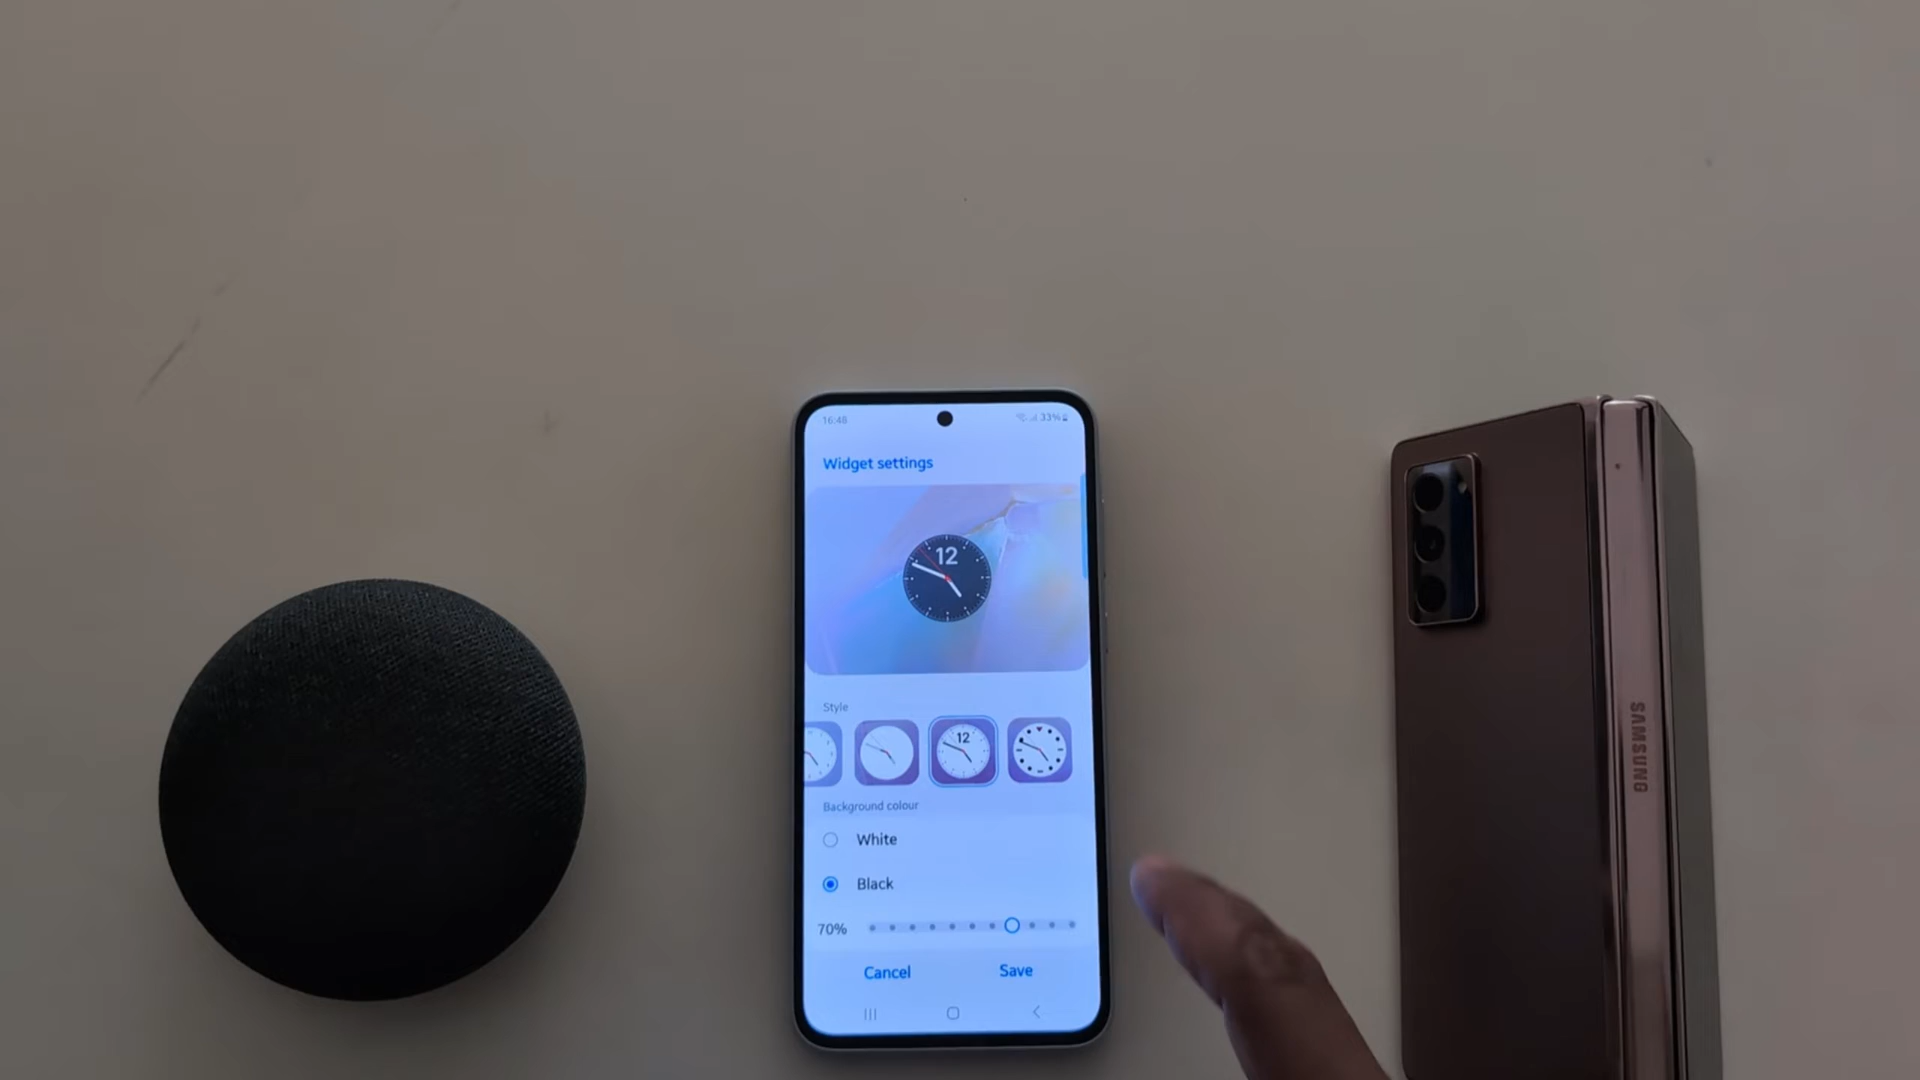 16:48
33%
Widget settings
12
Style
12
Background colour
White
Black
70%
Cancel
Save
SAMSUNG